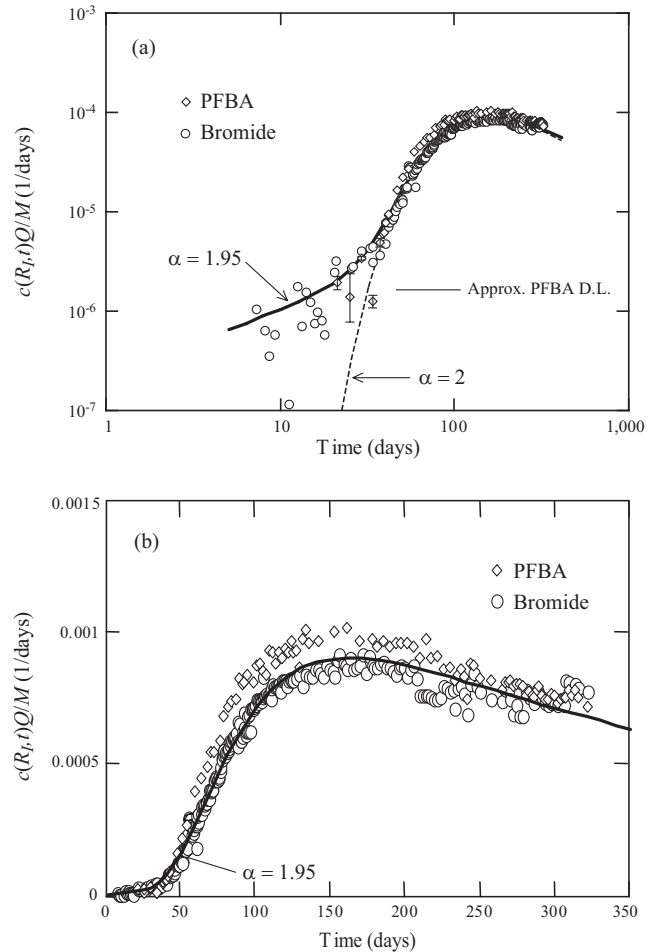 10⁻³
(a)
PFBA
Bromide
10⁻⁴
10⁻⁵
c(R_I,t)Q/M (1/days)
α = 1.95
Approx. PFBA D.L.
10⁻⁶
α = 2
10⁻⁷
1 10 100 1,000
Time (days)
0.0015
(b)
PFBA
Bromide
0.001
c(R_I,t)Q/M (1/days)
0.0005
α = 1.95
0
0 50 100 150 200 250 300 350
Time (days)